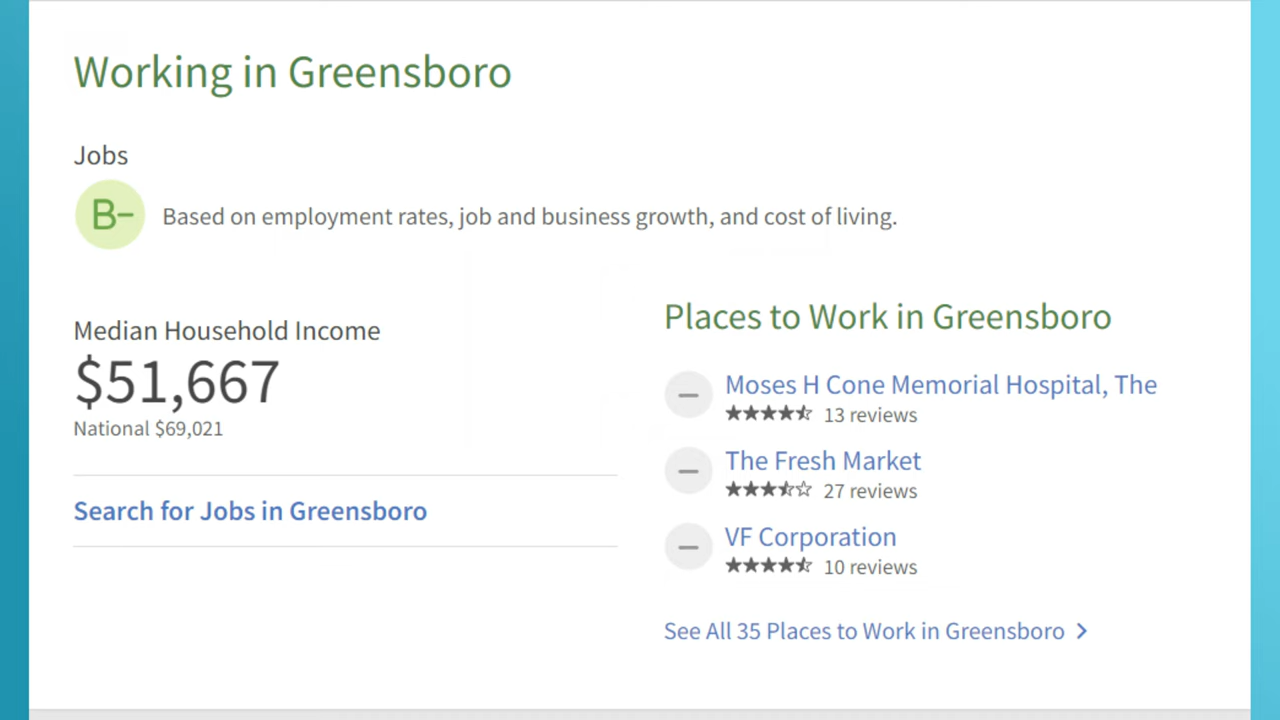 Working in Greensboro
Jobs
B−
Based on employment rates, job and business growth, and cost of living.
Median Household Income
$51,667
National $69,021
Search for Jobs in Greensboro
Places to Work in Greensboro
Moses H Cone Memorial Hospital, The
13 reviews
The Fresh Market
27 reviews
VF Corporation
10 reviews
See All 35 Places to Work in Greensboro